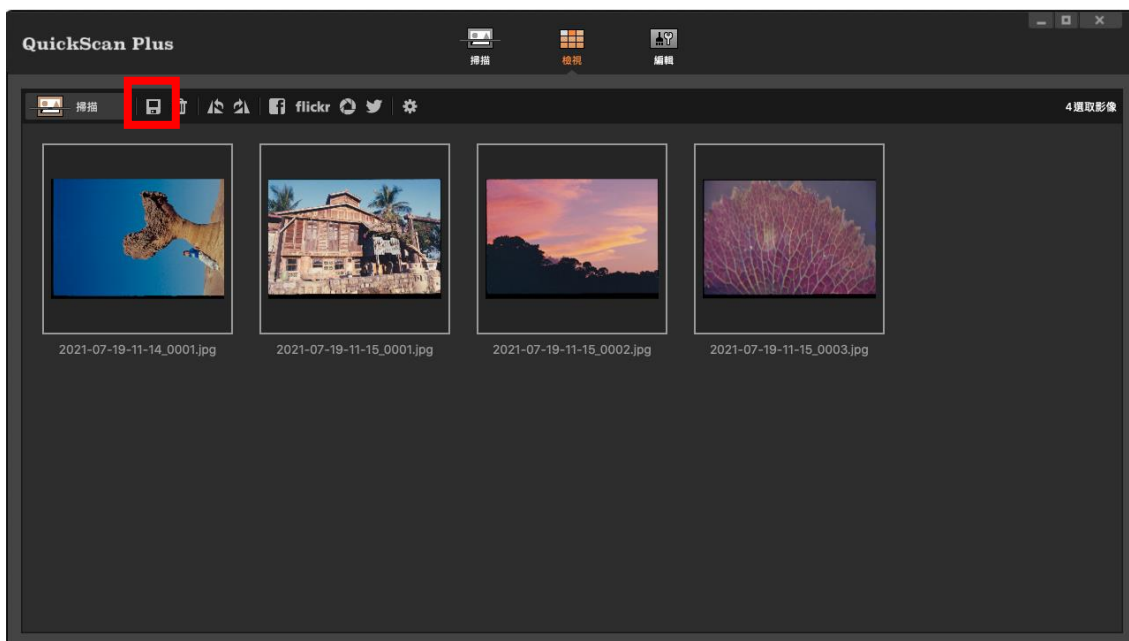 QuickScan Plus
掃描
檢視
編輯
掃描
flickr
4選取影像
2021-07-19-11-14_0001.jpg
2021-07-19-11-15_0001.jpg
2021-07-19-11-15_0002.jpg
2021-07-19-11-15_0003.jpg